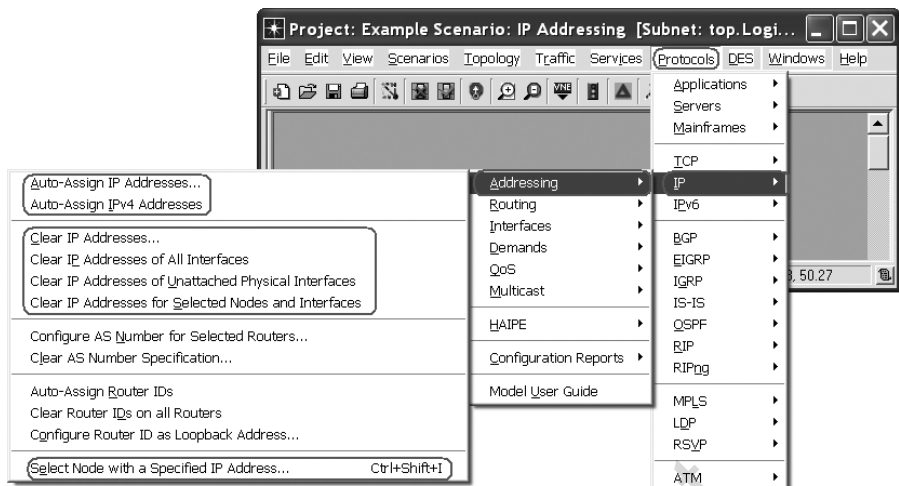 Project: Example Scenario: IP Addressing [Subnet: top.Logi...
File Edit View Scenarios Topology Traffic Services Protocols DES Windows Help
VNE
Applications
Servers
Mainframes
TCP
IP
IPv6
BGP
EIGRP
IGRP
IS-IS
OSPF
RIP
RIPng
MPLS
LDP
RSVP
ATM
Addressing
Routing
Interfaces
Demands
QoS
Multicast
HAIPE
Configuration Reports
Model User Guide
Auto-Assign IP Addresses...
Auto-Assign IPv4 Addresses
Clear IP Addresses...
Clear IP Addresses of All Interfaces
Clear IP Addresses of Unattached Physical Interfaces
Clear IP Addresses for Selected Nodes and Interfaces
Configure AS Number for Selected Routers...
Clear AS Number Specification...
Auto-Assign Router IDs
Clear Router IDs on all Routers
Configure Router ID as Loopback Address...
Select Node with a Specified IP Address... Ctrl+Shift+I
, 50.27